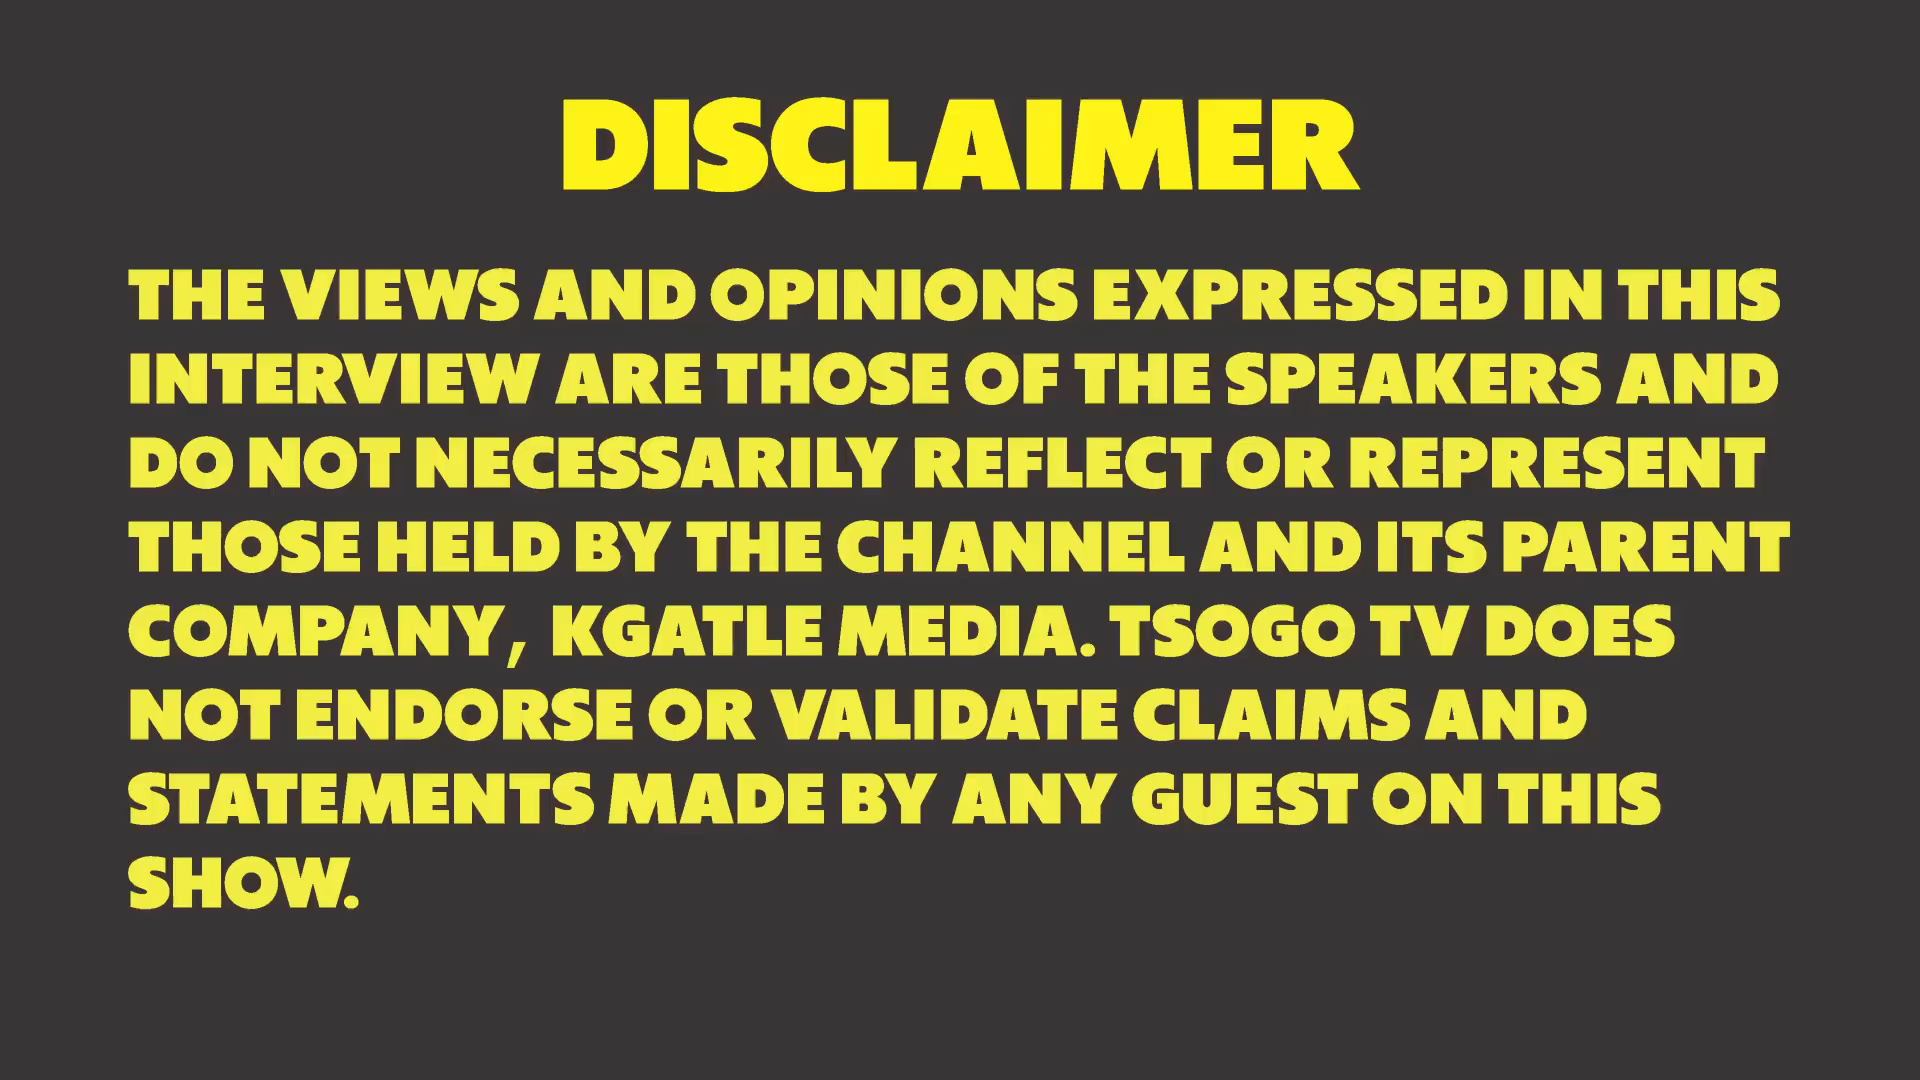 DISCLAIMER
THE VIEWS AND OPINIONS EXPRESSED IN THIS
INTERVIEW ARE THOSE OF THE SPEAKERS AND
DO NOT NECESSARILY REFLECT OR REPRESENT
THOSE HELD BY THE CHANNEL AND ITS PARENT
COMPANY, KGATLE MEDIA. TSOGO TV DOES
NOT ENDORSE OR VALIDATE CLAIMS AND
STATEMENTS MADE BY ANY GUEST ON THIS
SHOW.